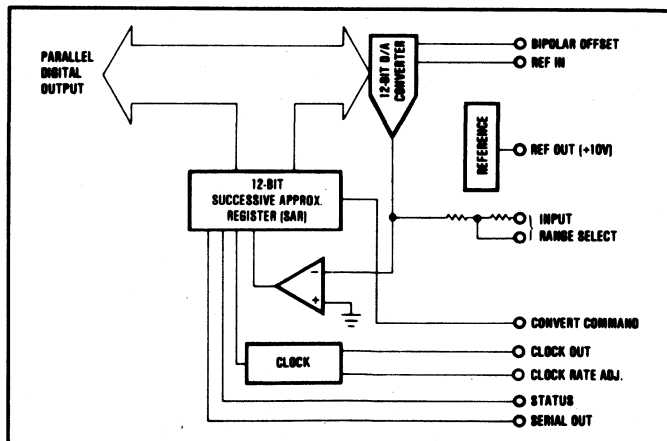 PARALLEL
DIGITAL
OUTPUT
12-BIT D/A
CONVERTER
BIPOLAR OFFSET
REF IN
REFERENCE
REF OUT (+10V)
12-BIT
SUCCESSIVE APPROX.
REGISTER (SAR)
INPUT
RANGE SELECT
−
+
CONVERT COMMAND
CLOCK
CLOCK OUT
CLOCK RATE ADJ.
STATUS
SERIAL OUT